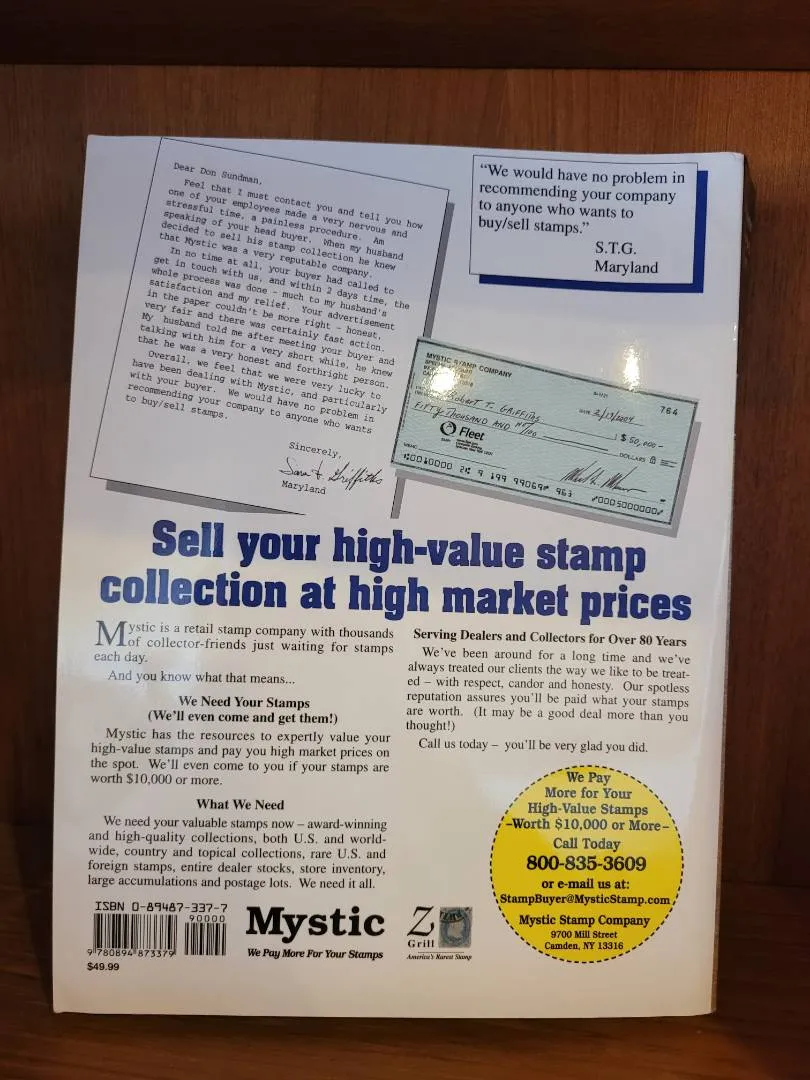 Dear Don Sundman,
Feel that I must contact you and tell you how
one of your employees made a very nervous and
stressful time, a painless procedure. Am
speaking of your head buyer. When my husband
decided to sell his stamp collection he knew
that Mystic was a very reputable company.
In no time at all, your buyer had called to
get in touch with us, and within 2 days time, the
whole process was done - much to my husband's
satisfaction and my relief. Your advertisement
in the paper couldn't be more right - honest,
very fair and there was certainly fast action.
My husband told me after meeting your buyer and
talking with him for a very short while, he knew
that he was a very honest and forthright person.
Overall, we feel that we were very lucky to
have been dealing with Mystic, and particularly
with your buyer. We would have no problem in
recommending your company to anyone who wants
to buy/sell stamps.
Sincerely,
Sara T. Griffiths
Maryland
“We would have no problem in
recommending your company
to anyone who wants to
buy/sell stamps.”
S.T.G.
Maryland
MYSTIC STAMP COMPANY
764
Robert T. Griffiths
DATE 2/17/2004
FIFTY THOUSAND AND
$ 50,000 -
DOLLARS
Fleet
MEMO
Sell your high-value stamp
collection at high market prices
Mystic is a retail stamp company with thousands
of collector-friends just waiting for stamps
each day.
And you know what that means...
We Need Your Stamps
(We'll even come and get them!)
Mystic has the resources to expertly value your
high-value stamps and pay you high market prices on
the spot. We'll even come to you if your stamps are
worth $10,000 or more.
What We Need
We need your valuable stamps now – award-winning
and high-quality collections, both U.S. and world-
wide, country and topical collections, rare U.S. and
foreign stamps, entire dealer stocks, store inventory,
large accumulations and postage lots. We need it all.
Serving Dealers and Collectors for Over 80 Years
We've been around for a long time and we've
always treated our clients the way we like to be treat-
ed – with respect, candor and honesty. Our spotless
reputation assures you'll be paid what your stamps
are worth. (It may be a good deal more than you
thought!)
Call us today – you'll be very glad you did.
We Pay
More for Your
High-Value Stamps
–Worth $10,000 or More–
Call Today
800-835-3609
or e-mail us at:
StampBuyer@MysticStamp.com
Mystic Stamp Company
9700 Mill Street
Camden, NY 13316
ISBN 0-89487-337-7
90000
9 780894 873379
$49.99
Mystic
We Pay More For Your Stamps
Z
Grill
America's Rarest Stamp